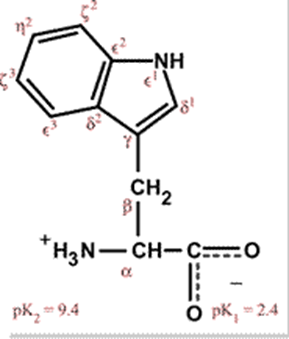 ζ²
η²
ϵ²
NH
ϵ¹
ζ³
δ¹
ϵ³
δ²
γ
CH₂
β
⁺H₃N—CH—C=O
α
O
−
pK₂ = 9.4
pK₁ = 2.4